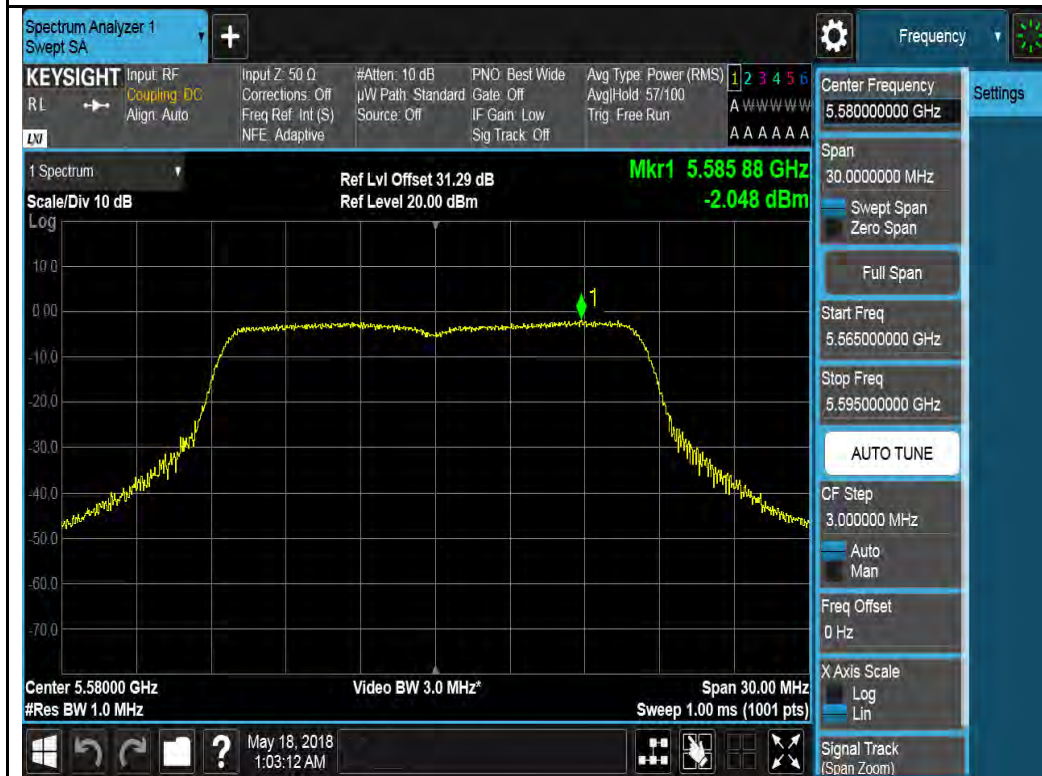 Spectrum Analyzer 1
Swept SA
+
Frequency
KEYSIGHT
RL
LXI
Input: RF
Coupling: DC
Align: Auto
Input Z: 50 Ω
Corrections: Off
Freq Ref: Int (S)
NFE: Adaptive
#Atten: 10 dB
µW Path: Standard
Source: Off
PNO: Best Wide
Gate: Off
IF Gain: Low
Sig Track: Off
Avg Type: Power (RMS)
Avg|Hold: 57/100
Trig: Free Run
1 2 3 4 5 6
A W W W W W
A A A A A A
1 Spectrum
Scale/Div 10 dB
Log
Ref Lvl Offset 31.29 dB
Ref Level 20.00 dBm
Mkr1 5.585 88 GHz
-2.048 dBm
10.0
0.00
-10.0
-20.0
-30.0
-40.0
-50.0
-60.0
-70.0
1
Center 5.58000 GHz
#Res BW 1.0 MHz
Video BW 3.0 MHz*
Span 30.00 MHz
Sweep 1.00 ms (1001 pts)
?
May 18, 2018
1:03:12 AM
Center Frequency
5.580000000 GHz
Settings
Span
30.0000000 MHz
Swept Span
Zero Span
Full Span
Start Freq
5.565000000 GHz
Stop Freq
5.595000000 GHz
AUTO TUNE
CF Step
3.000000 MHz
Auto
Man
Freq Offset
0 Hz
X Axis Scale
Log
Lin
Signal Track
(Span Zoom)